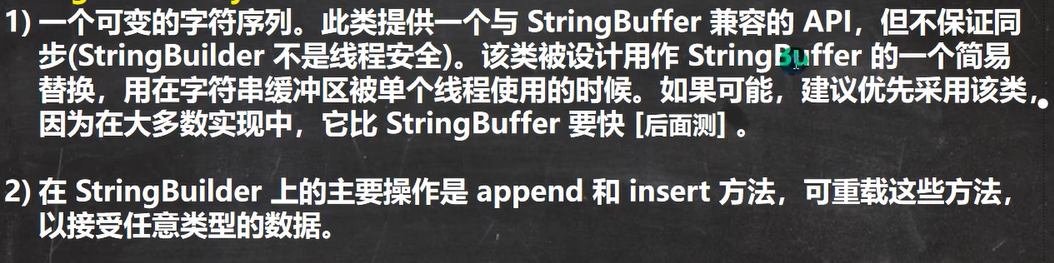 1) 一个可变的字符序列。此类提供一个与 StringBuffer 兼容的 API，但不保证同
步(StringBuilder 不是线程安全)。该类被设计用作 StringBuffer 的一个简易
替换，用在字符串缓冲区被单个线程使用的时候。如果可能，建议优先采用该类，
因为在大多数实现中，它比 StringBuffer 要快 [后面测] 。
2) 在 StringBuilder 上的主要操作是 append 和 insert 方法，可重载这些方法，
以接受任意类型的数据。